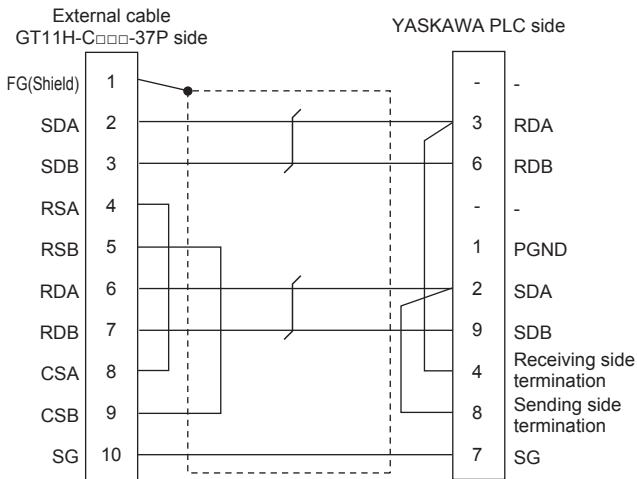 External cable
GT11H-C□□□-37P side
YASKAWA PLC side
FG(Shield) 1 - -
SDA 2 3 RDA
SDB 3 6 RDB
RSA 4 - -
RSB 5 1 PGND
RDA 6 2 SDA
RDB 7 9 SDB
CSA 8 4 Receiving side
termination
CSB 9 8 Sending side
termination
SG 10 7 SG